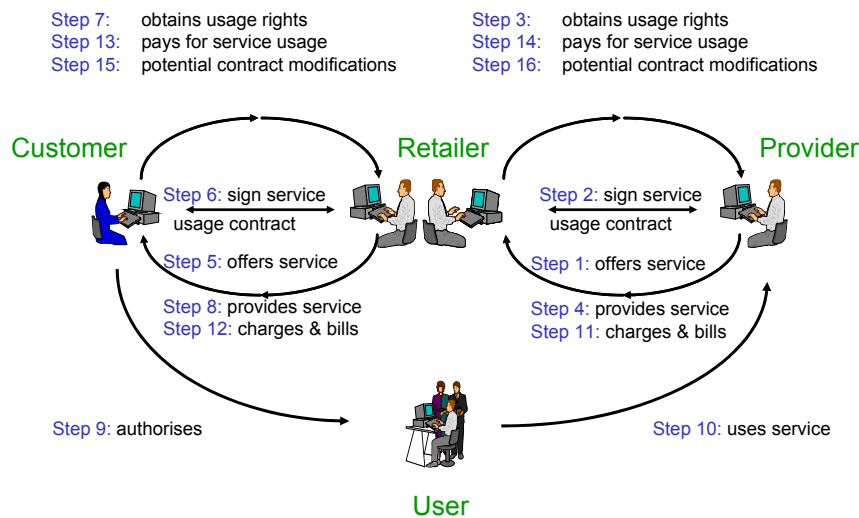 Step 7: obtains usage rights
Step 13: pays for service usage
Step 15: potential contract modifications
Step 3: obtains usage rights
Step 14: pays for service usage
Step 16: potential contract modifications
Customer
Retailer
Provider
Step 6: sign service
usage contract
Step 2: sign service
usage contract
Step 5: offers service
Step 1: offers service
Step 8: provides service
Step 12: charges & bills
Step 4: provides service
Step 11: charges & bills
Step 9: authorises
Step 10: uses service
User